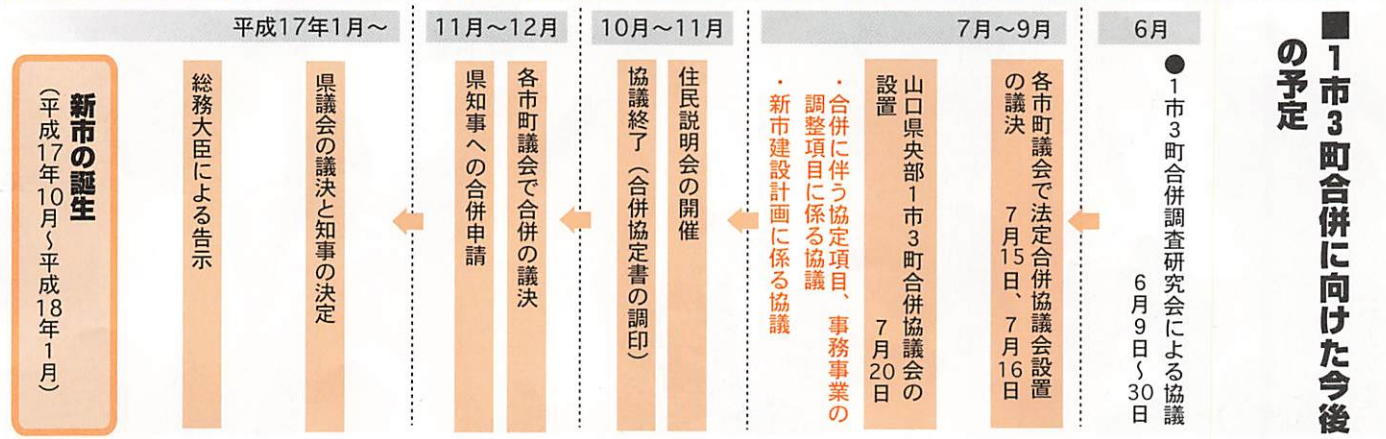 ■1市3町合併に向けた今後
の予定
6月
●1市3町合併調査研究会による協議
6月9日〜30日
7月〜9月
各市町議会で法定合併協議会設置
の議決　7月15日、7月16日
山口県央部1市3町合併協議会の
設置　7月20日
・合併に伴う協定項目、事務事業の
調整項目に係る協議
・新市建設計画に係る協議
10月〜11月
住民説明会の開催
協議終了（合併協定書の調印）
11月〜12月
各市町議会で合併の議決
県知事への合併申請
平成17年1月〜
県議会の議決と知事の決定
総務大臣による告示
新市の誕生
（平成17年10月〜平成18年1月）